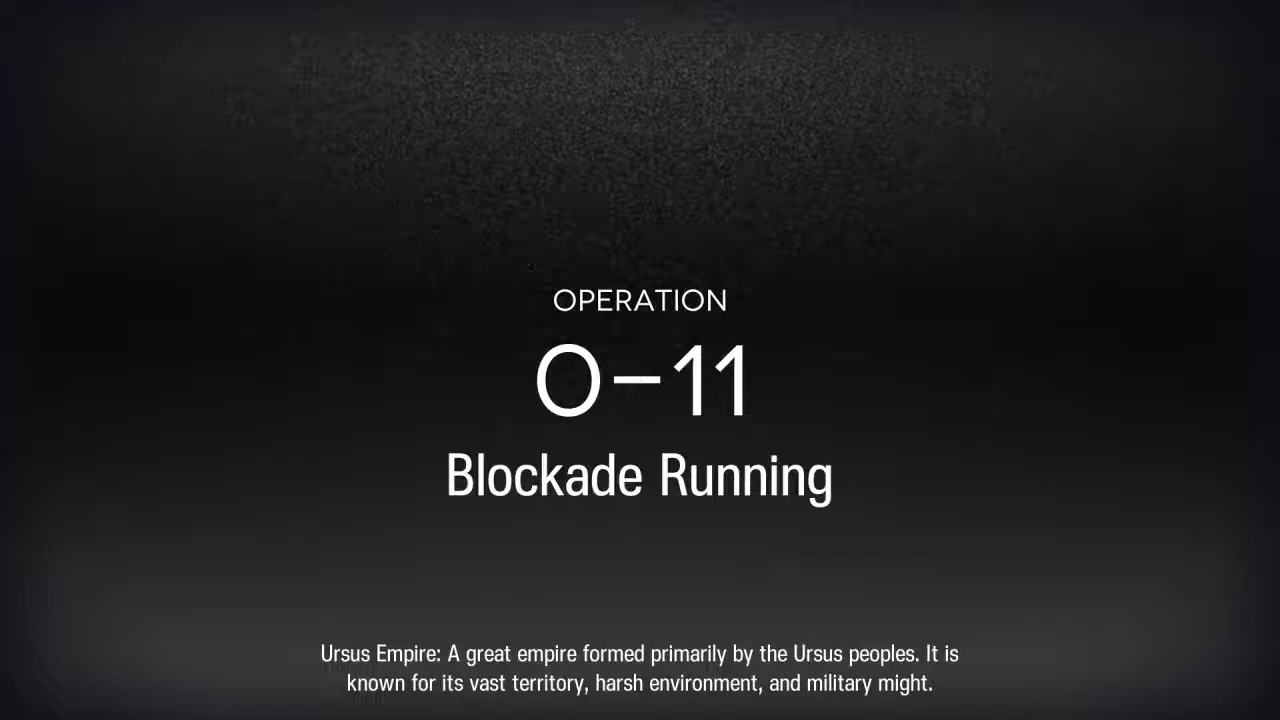 OPERATION
0-11
Blockade Running
Ursus Empire: A great empire formed primarily by the Ursus peoples. It is
known for its vast territory, harsh environment, and military might.